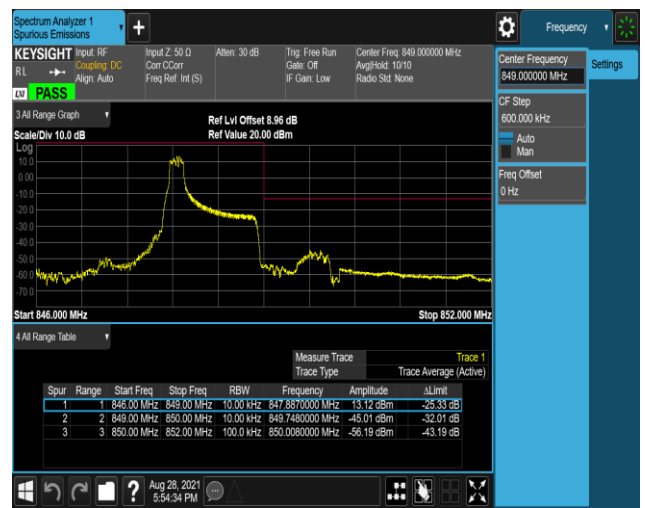 Spectrum Analyzer 1
Spurious Emissions
Frequency
KEYSIGHT Input: RF Input Z: 50 Ω Atten: 30 dB Trig: Free Run Center Freq: 849.000000 MHz
RL Coupling: DC Corr CCorr Gate: Off Avg|Hold: 10/10
Align: Auto Freq Ref: Int (S) IF Gain: Low Radio Std: None
LXI PASS
Center Frequency
849.000000 MHz
Settings
CF Step
600.000 kHz
Auto
Man
Freq Offset
0 Hz
3 All Range Graph
Ref Lvl Offset 8.96 dB
Scale/Div 10.0 dB Ref Value 20.00 dBm
Log
10.0
0.00
-10.0
-20.0
-30.0
-40.0
-50.0
-60.0
-70.0
Start 846.000 MHz Stop 852.000 MHz
4 All Range Table
Measure Trace Trace 1
Trace Type Trace Average (Active)
Spur Range Start Freq Stop Freq RBW Frequency Amplitude ΔLimit
1 1 846.00 MHz 849.00 MHz 10.00 kHz 847.8870000 MHz 13.12 dBm -25.33 dB
2 2 849.00 MHz 850.00 MHz 10.00 kHz 849.7480000 MHz -45.01 dBm -32.01 dB
3 3 850.00 MHz 852.00 MHz 100.0 kHz 850.0080000 MHz -56.19 dBm -43.19 dB
Aug 28, 2021
5:54:34 PM